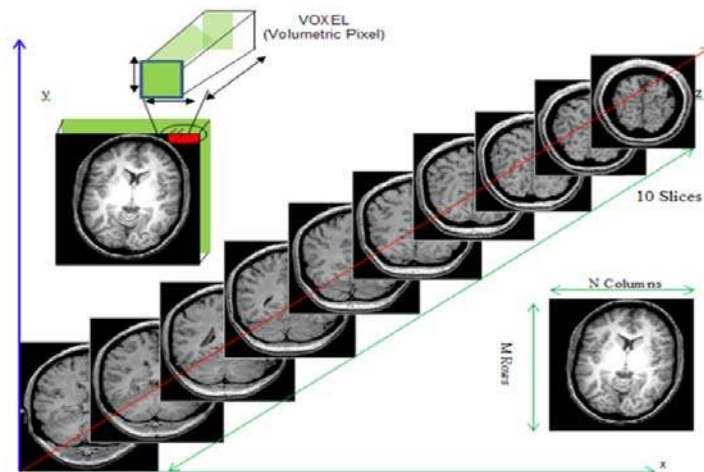 VOXEL
(Volumetric Pixel)
y
z
10 Slices
N Columns
M Rows
x